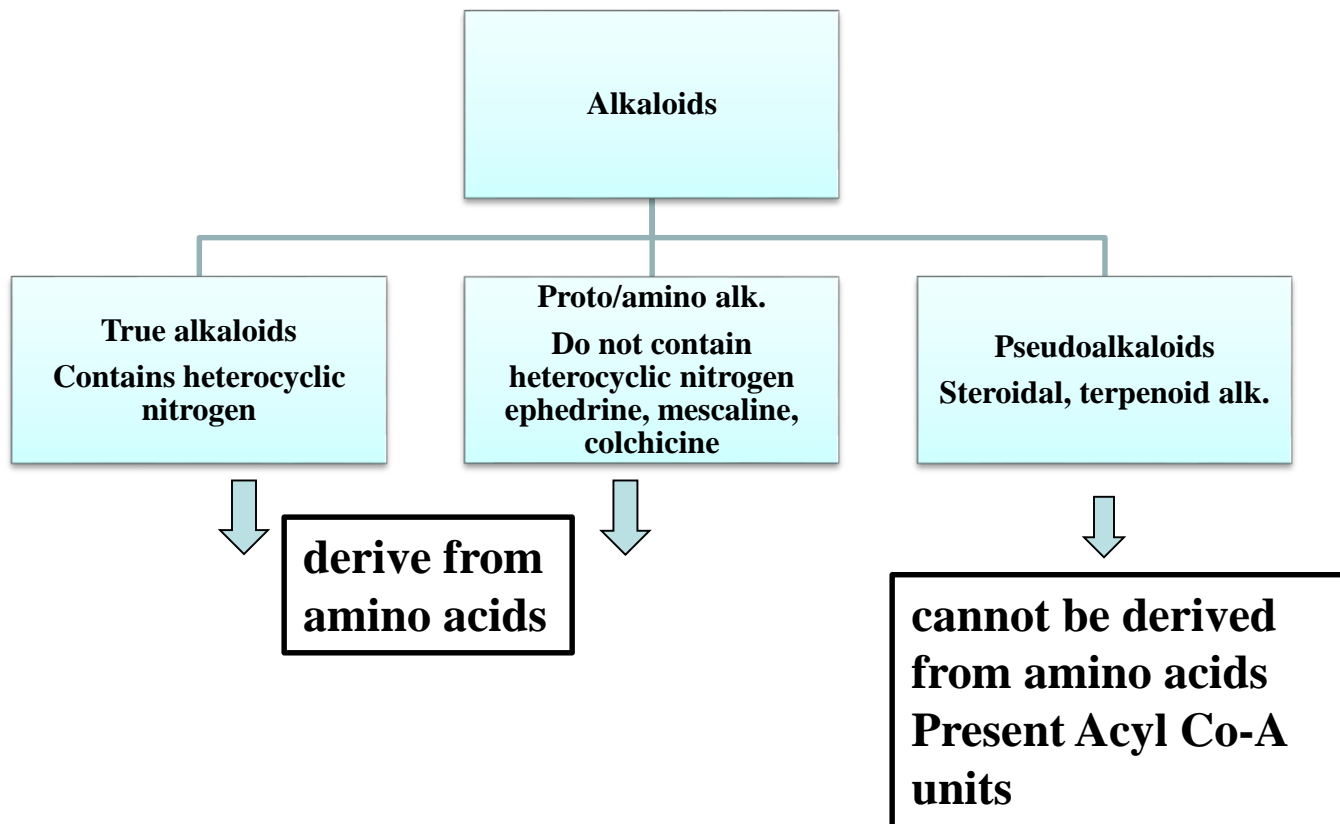 Alkaloids
True alkaloids
Contains heterocyclic
nitrogen
Proto/amino alk.
Do not contain
heterocyclic nitrogen
ephedrine, mescaline,
colchicine
Pseudoalkaloids
Steroidal, terpenoid alk.
derive from
amino acids
cannot be derived
from amino acids
Present Acyl Co-A
units